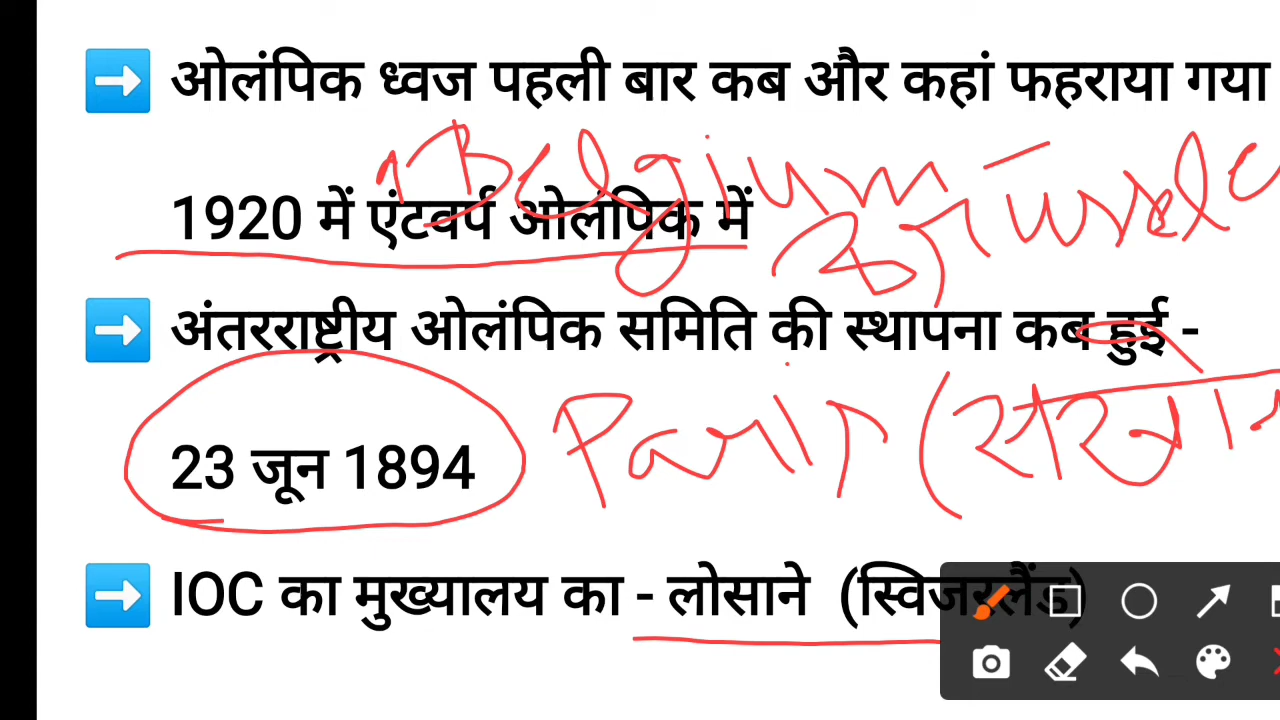 ओलंपिक ध्वज पहली बार कब और कहां फहराया गया
Belgium -
1920 में एंटवर्प ओलंपिक में
अंतरराष्ट्रीय ओलंपिक समिति की स्थापना कब हुई -
23 जून 1894
Paris (
IOC का मुख्यालय का - लोसाने (स्विजरलैंड)